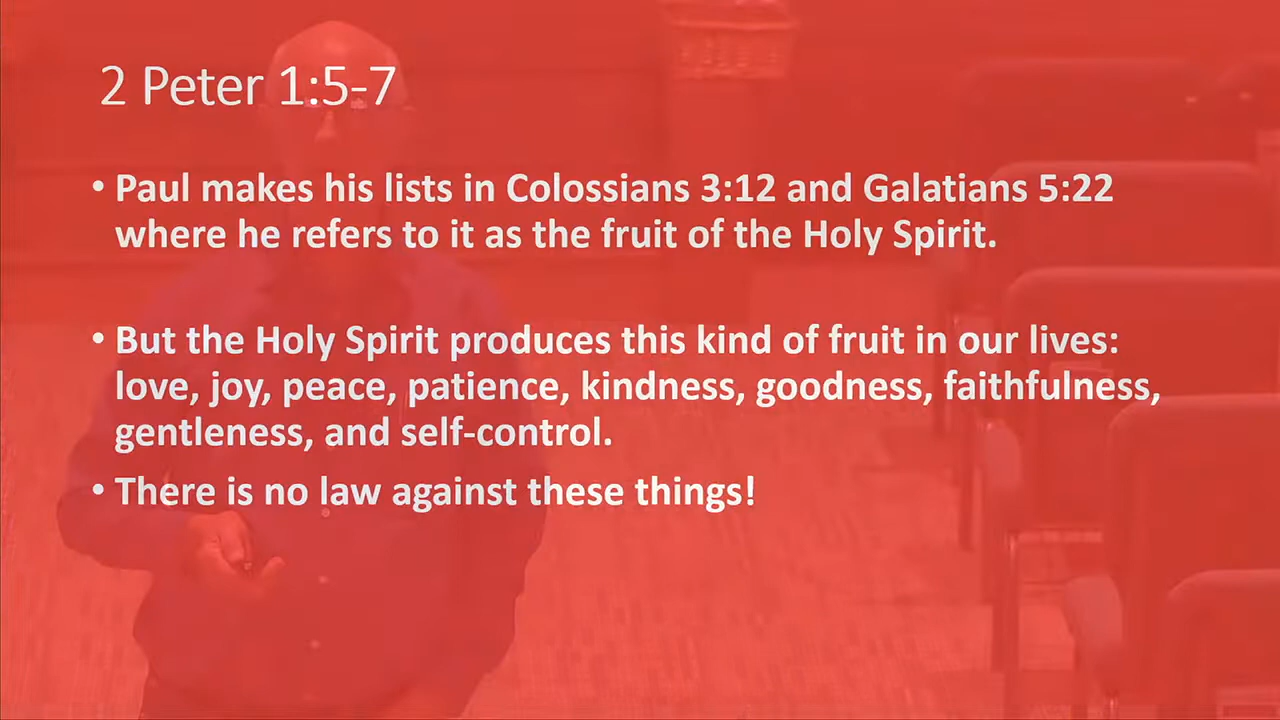 2 Peter 1:5-7
• Paul makes his lists in Colossians 3:12 and Galatians 5:22
where he refers to it as the fruit of the Holy Spirit.
• But the Holy Spirit produces this kind of fruit in our lives:
love, joy, peace, patience, kindness, goodness, faithfulness,
gentleness, and self-control.
• There is no law against these things!